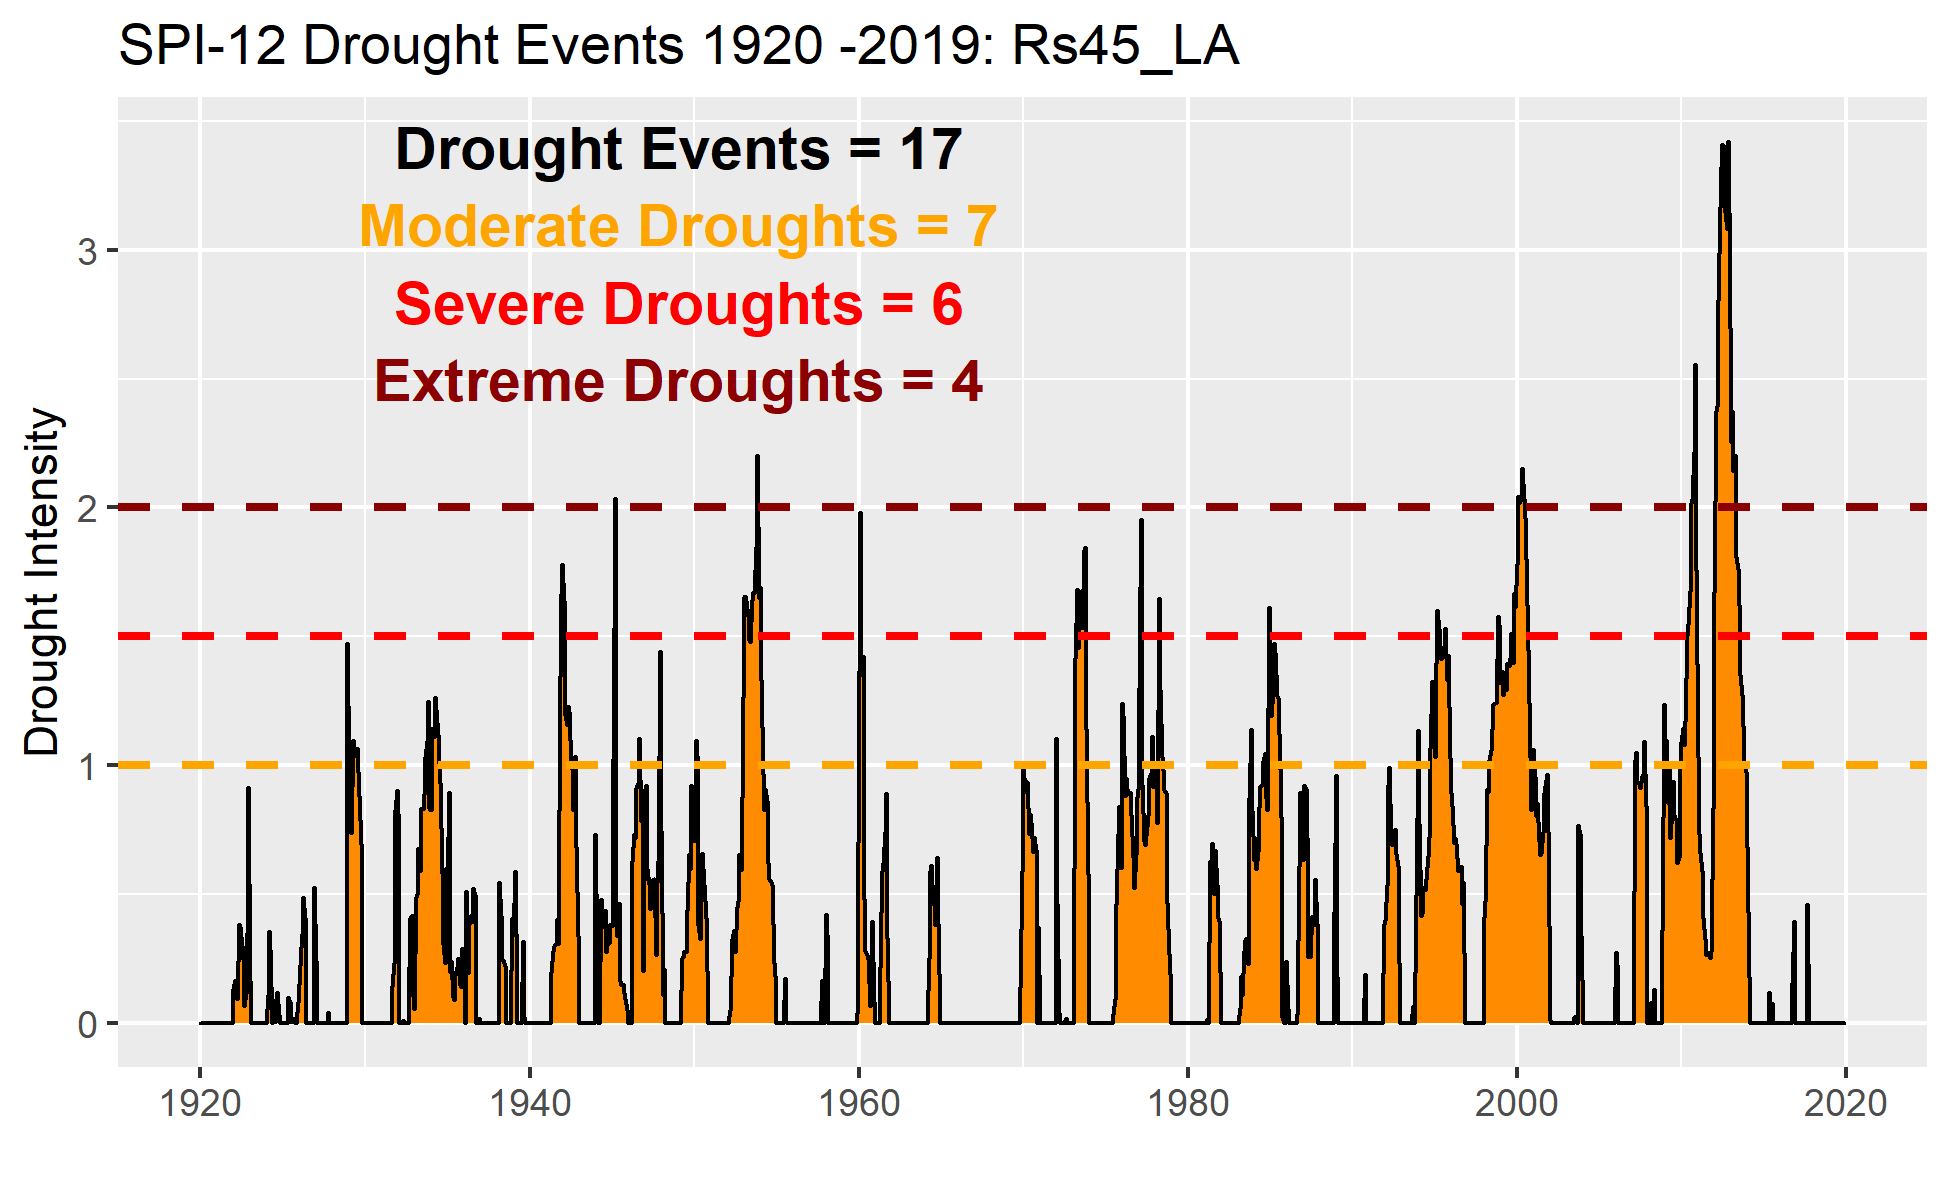 SPI-12 Drought Events 1920 -2019: Rs45_LA
Drought Events = 17
Moderate Droughts = 7
Severe Droughts = 6
Extreme Droughts = 4
Drought Intensity
3
2
1
0
1920 1940 1960 1980 2000 2020